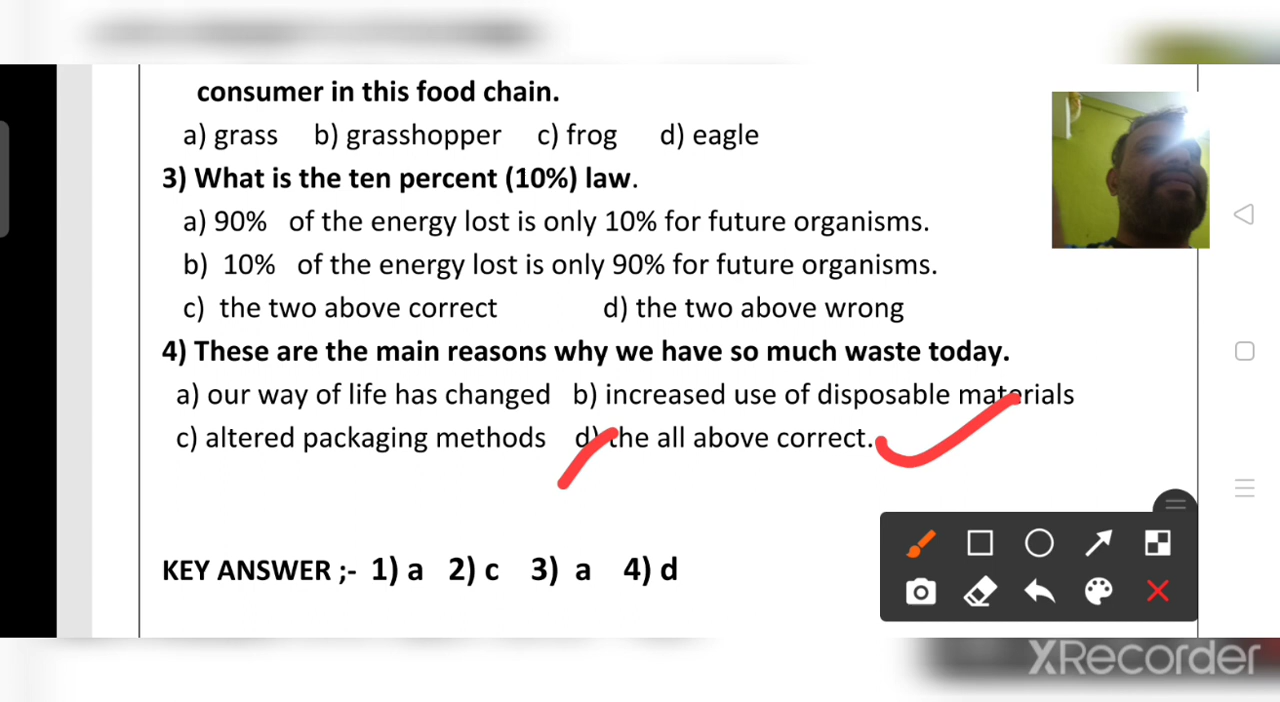 consumer in this food chain.
a) grass b) grasshopper c) frog d) eagle
3) What is the ten percent (10%) law.
a) 90% of the energy lost is only 10% for future organisms.
b) 10% of the energy lost is only 90% for future organisms.
c) the two above correct d) the two above wrong
4) These are the main reasons why we have so much waste today.
a) our way of life has changed b) increased use of disposable materials
c) altered packaging methods d) the all above correct.
KEY ANSWER ;- 1) a 2) c 3) a 4) d
XRecorder